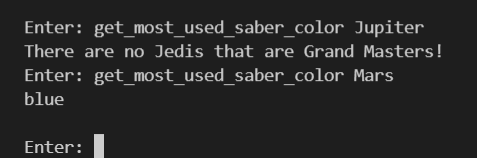 Enter: get_most_used_saber_color Jupiter
There are no Jedis that are Grand Masters!
Enter: get_most_used_saber_color Mars
blue
Enter: